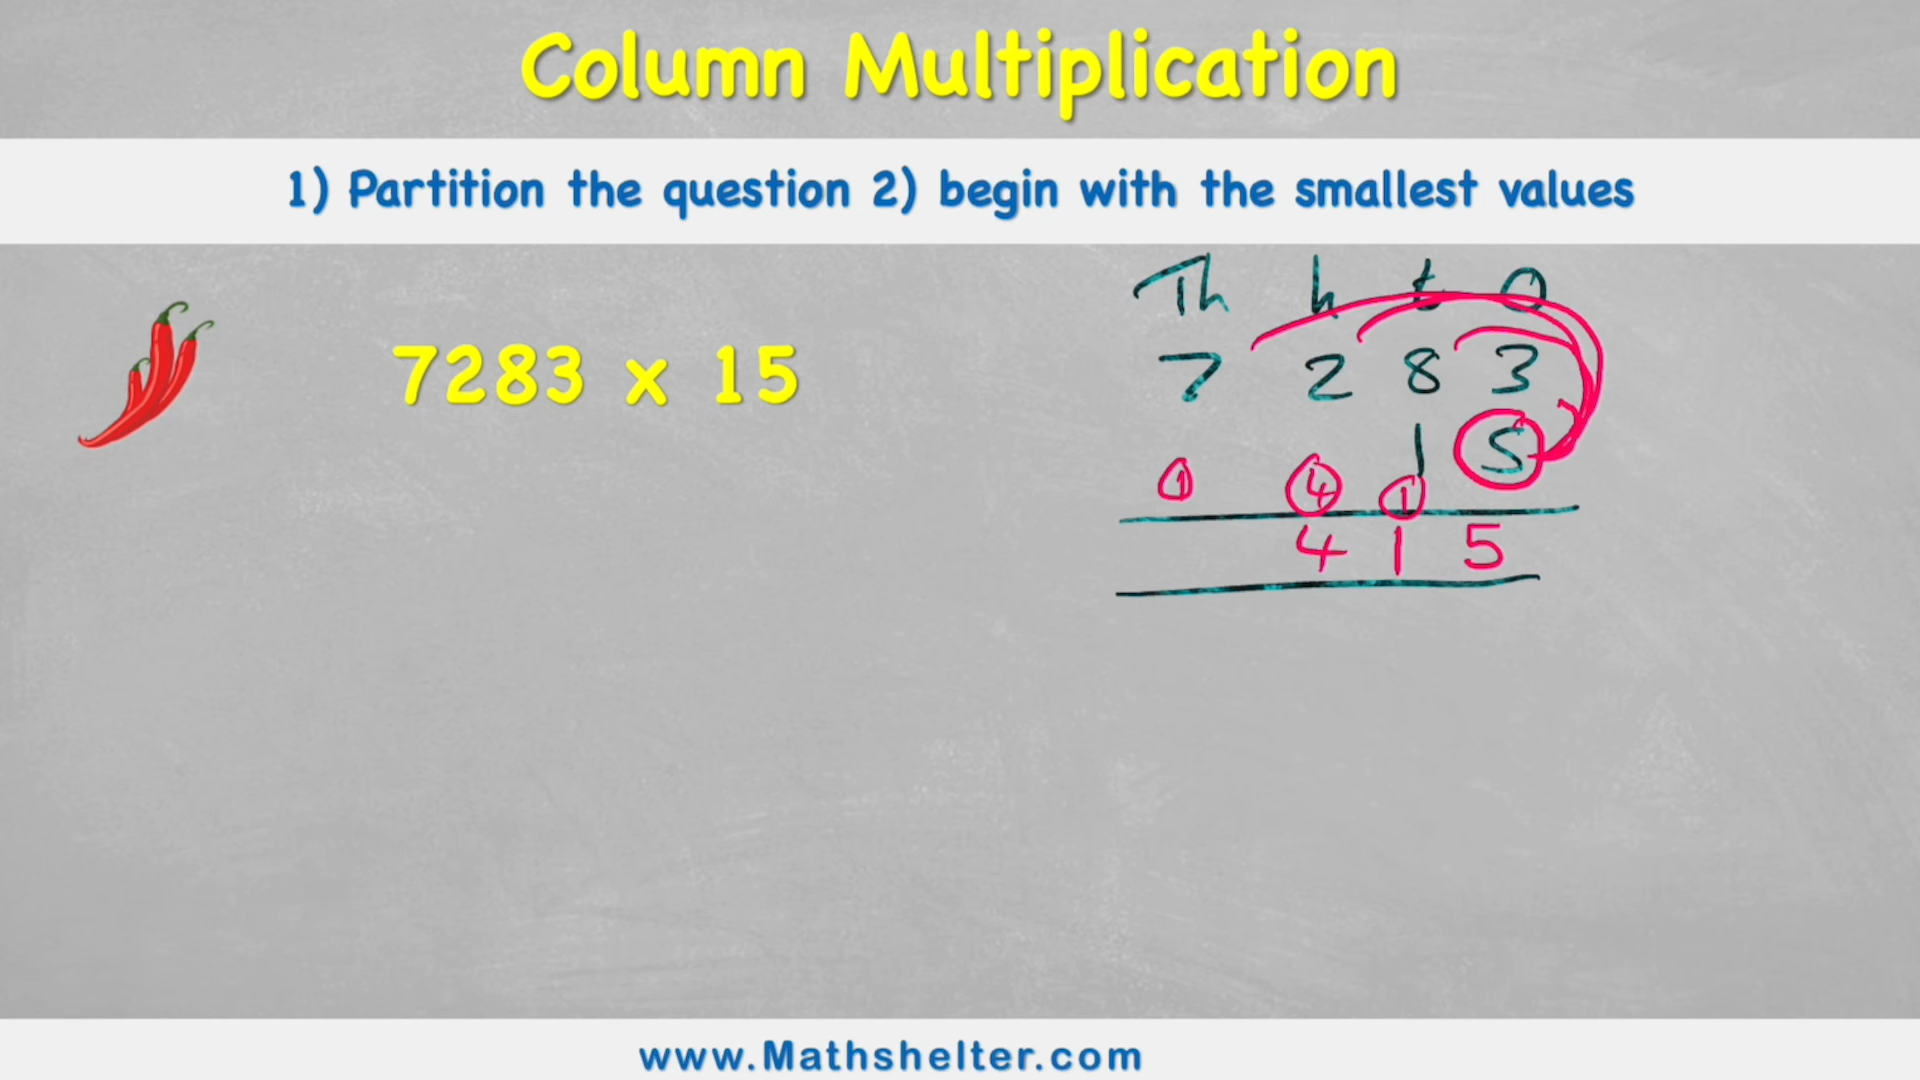 Column Multiplication
1) Partition the question 2) begin with the smallest values
Th h t O
7283 x 15
7 2 8 3
1 5
1 4 1
4 1 5
www.Mathshelter.com